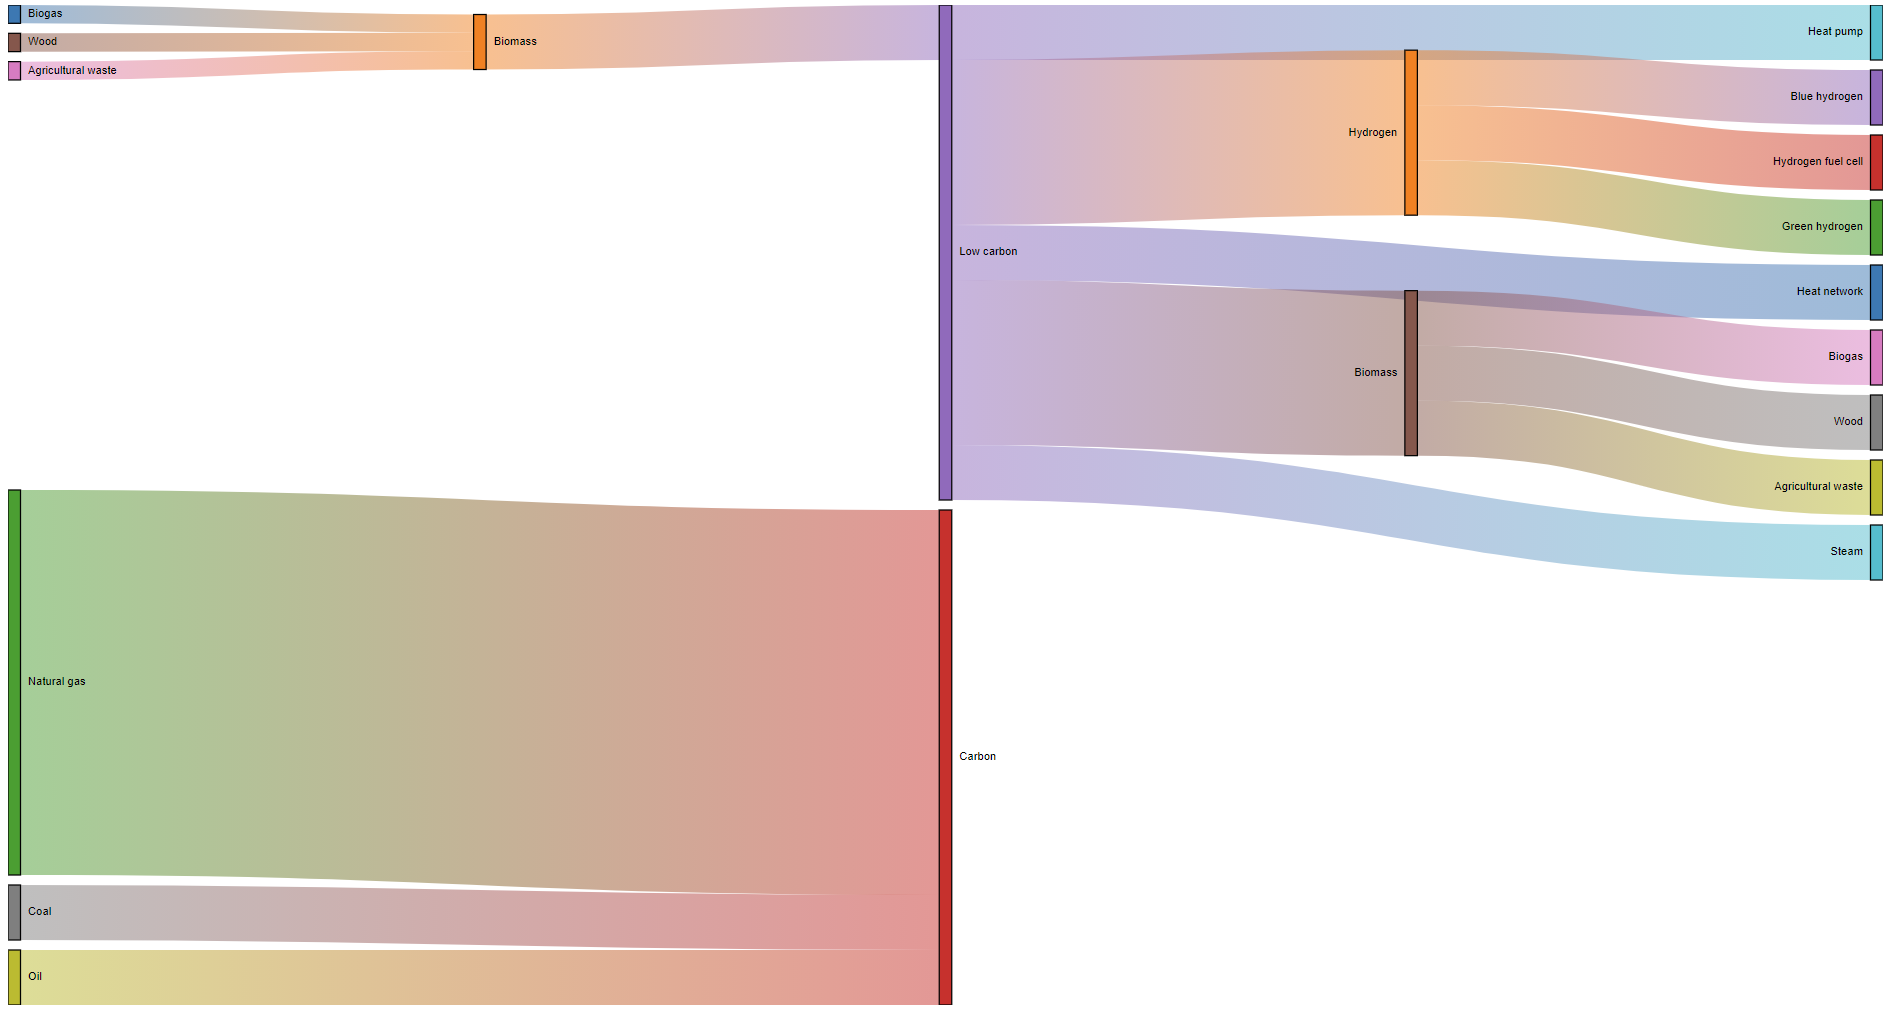 Biogas
Wood
Agricultural waste
Biomass
Natural gas
Coal
Oil
Low carbon
Carbon
Hydrogen
Biomass
Heat pump
Blue hydrogen
Hydrogen fuel cell
Green hydrogen
Heat network
Biogas
Wood
Agricultural waste
Steam